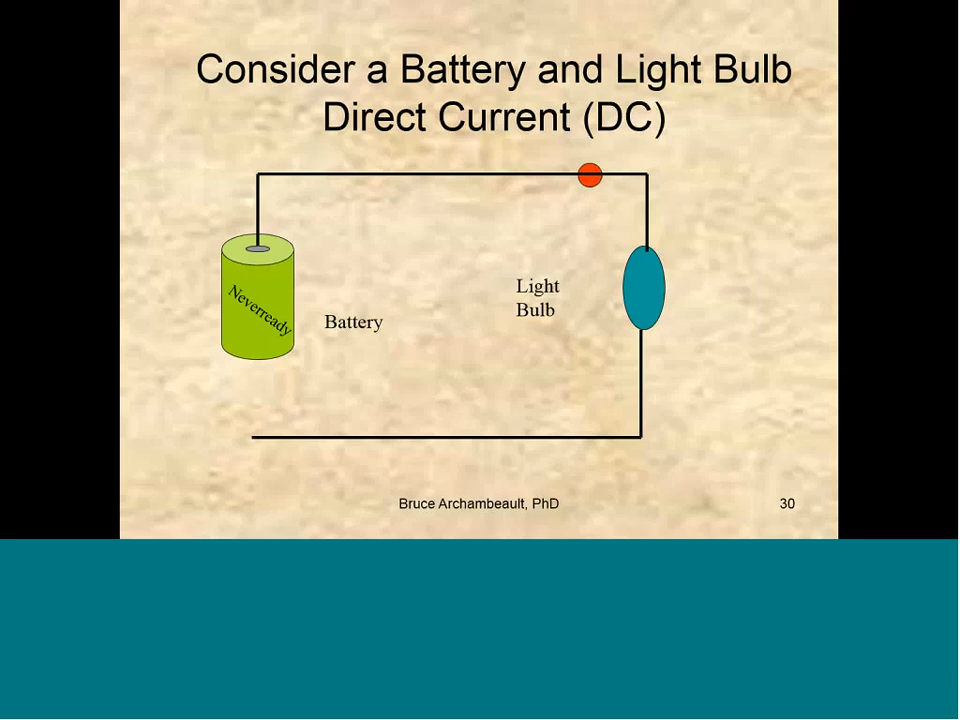 Consider a Battery and Light Bulb
Direct Current (DC)
Neverready
Battery
Light
Bulb
Bruce Archambeault, PhD
30